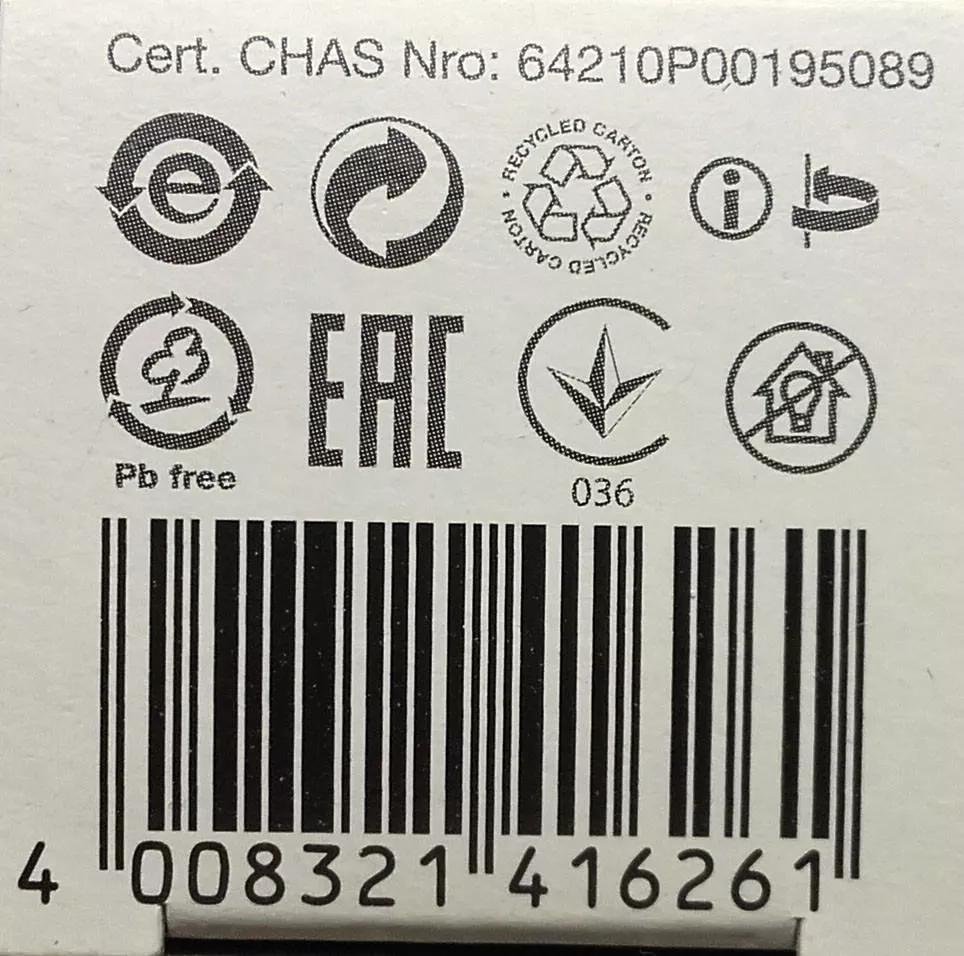 Cert. CHAS Nro: 64210P00195089
e
RECYCLED CARTON · RECYCLED CARTON ·
i
Pb free
EAC
036
4 008321 416261